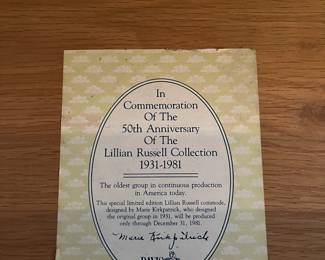 In
Commemoration
Of The
50th Anniversary
Of The
Lillian Russell Collection
1931-1981
The oldest group in continuous production
in America today.
This special limited edition Lillian Russell commode,
designed by Marie Kirkpatrick, who designed
the original group in 1931, will be produced
only through December 31, 1981.
Marie Kirkpatrick